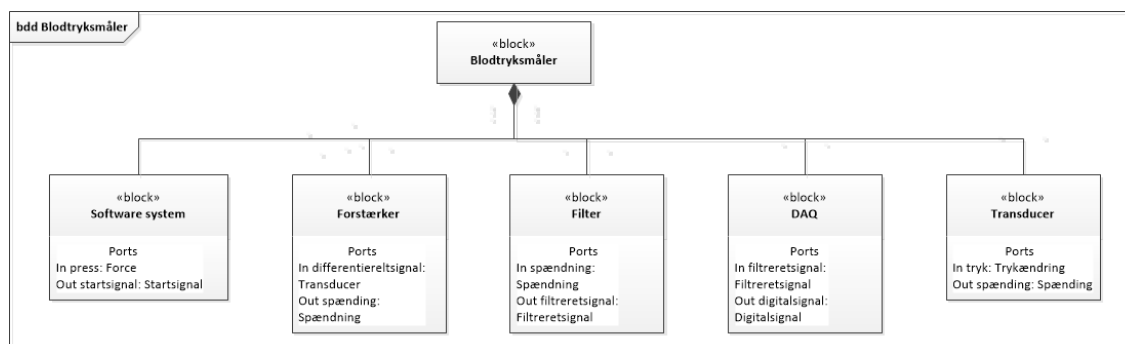 bdd Blodtryksmåler
«block»
Blodtryksmåler
«block»
Software system
Ports
In press: Force
Out startsignal: Startsignal
«block»
Forstærker
Ports
In differentiereltsignal:
Transducer
Out spænding:
Spændning
«block»
Filter
Ports
In spændning:
Spændning
Out filtreretsignal:
Filtreretsignal
«block»
DAQ
Ports
In filtreretsignal:
Filtreretsignal
Out digitalsignal:
Digitalsignal
«block»
Transducer
Ports
In tryk: Trykændring
Out spænding: Spænding